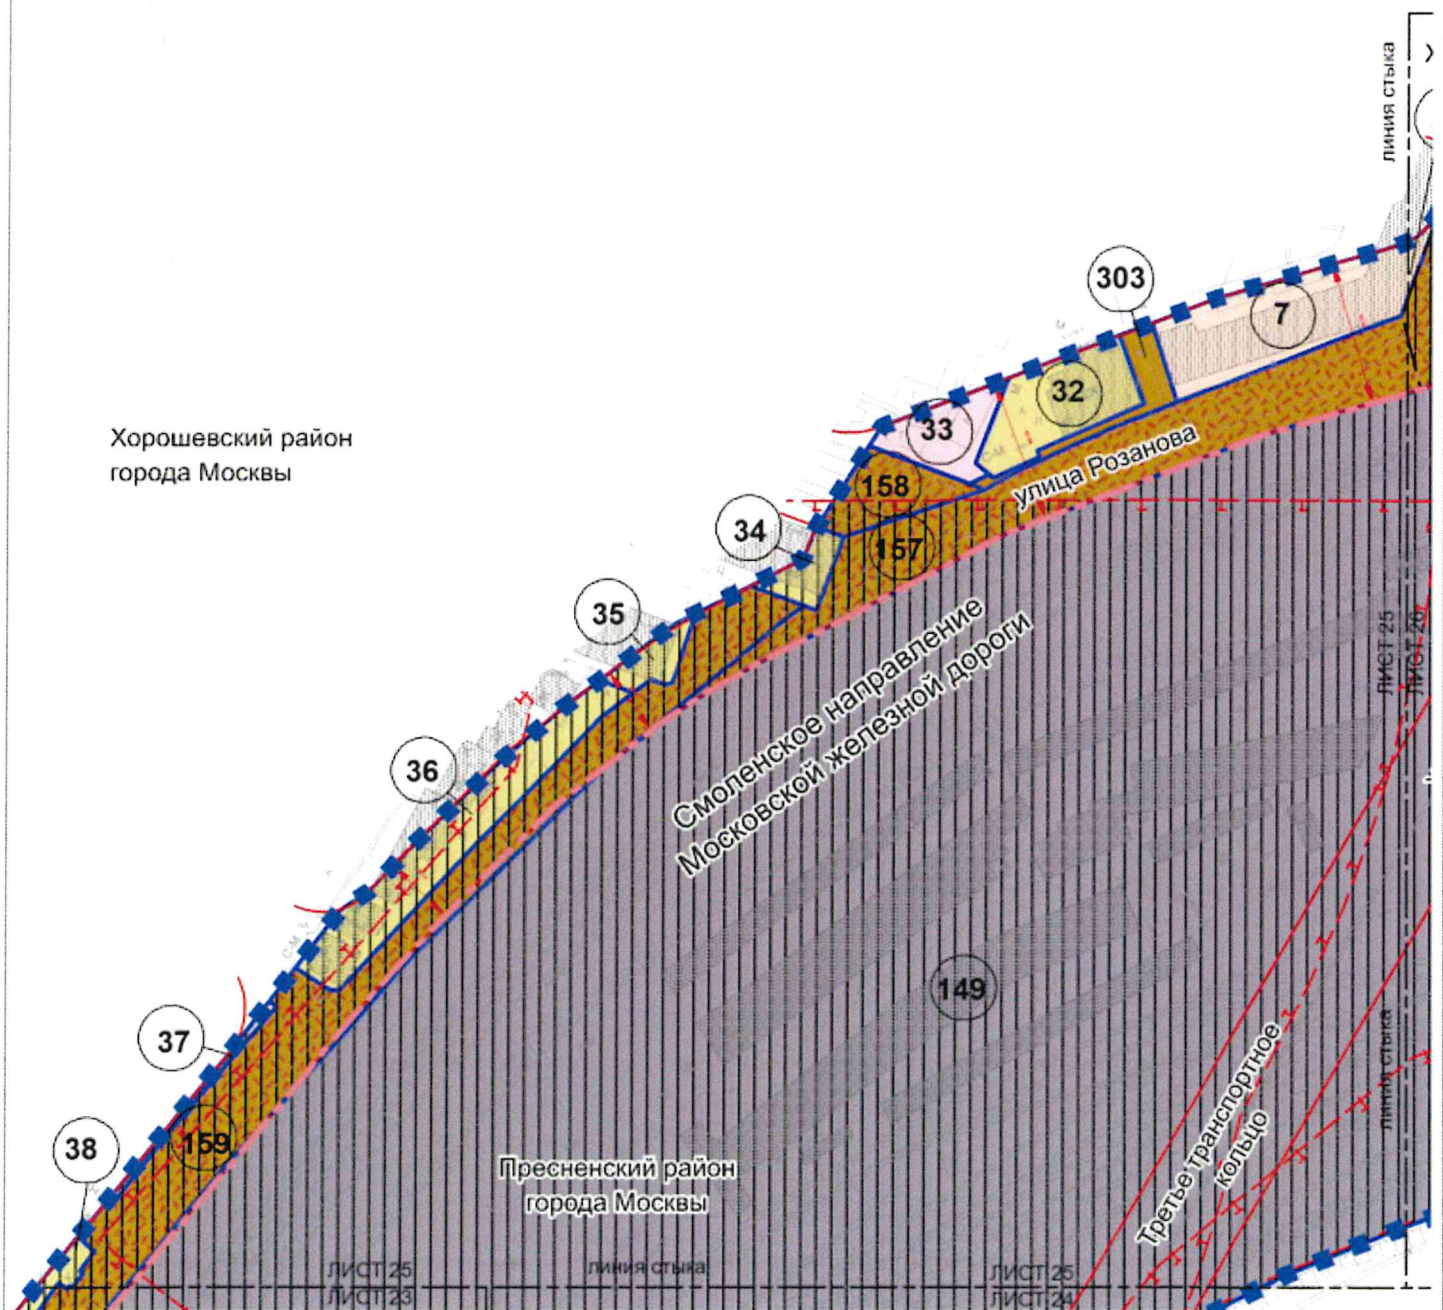 линия стыка
303
7
32
Хорошевский район
города Москвы
33
улица Розанова
158
34
157
35
Смоленское направление
Московской железной дороги
ЛИСТ 25
ЛИСТ 26
36
149
37
линия стыка
Третье транспортное
кольцо
159
38
Пресненский район
города Москвы
ЛИСТ 25
линия стыка
ЛИСТ 25
ЛИСТ 23
ЛИСТ 24